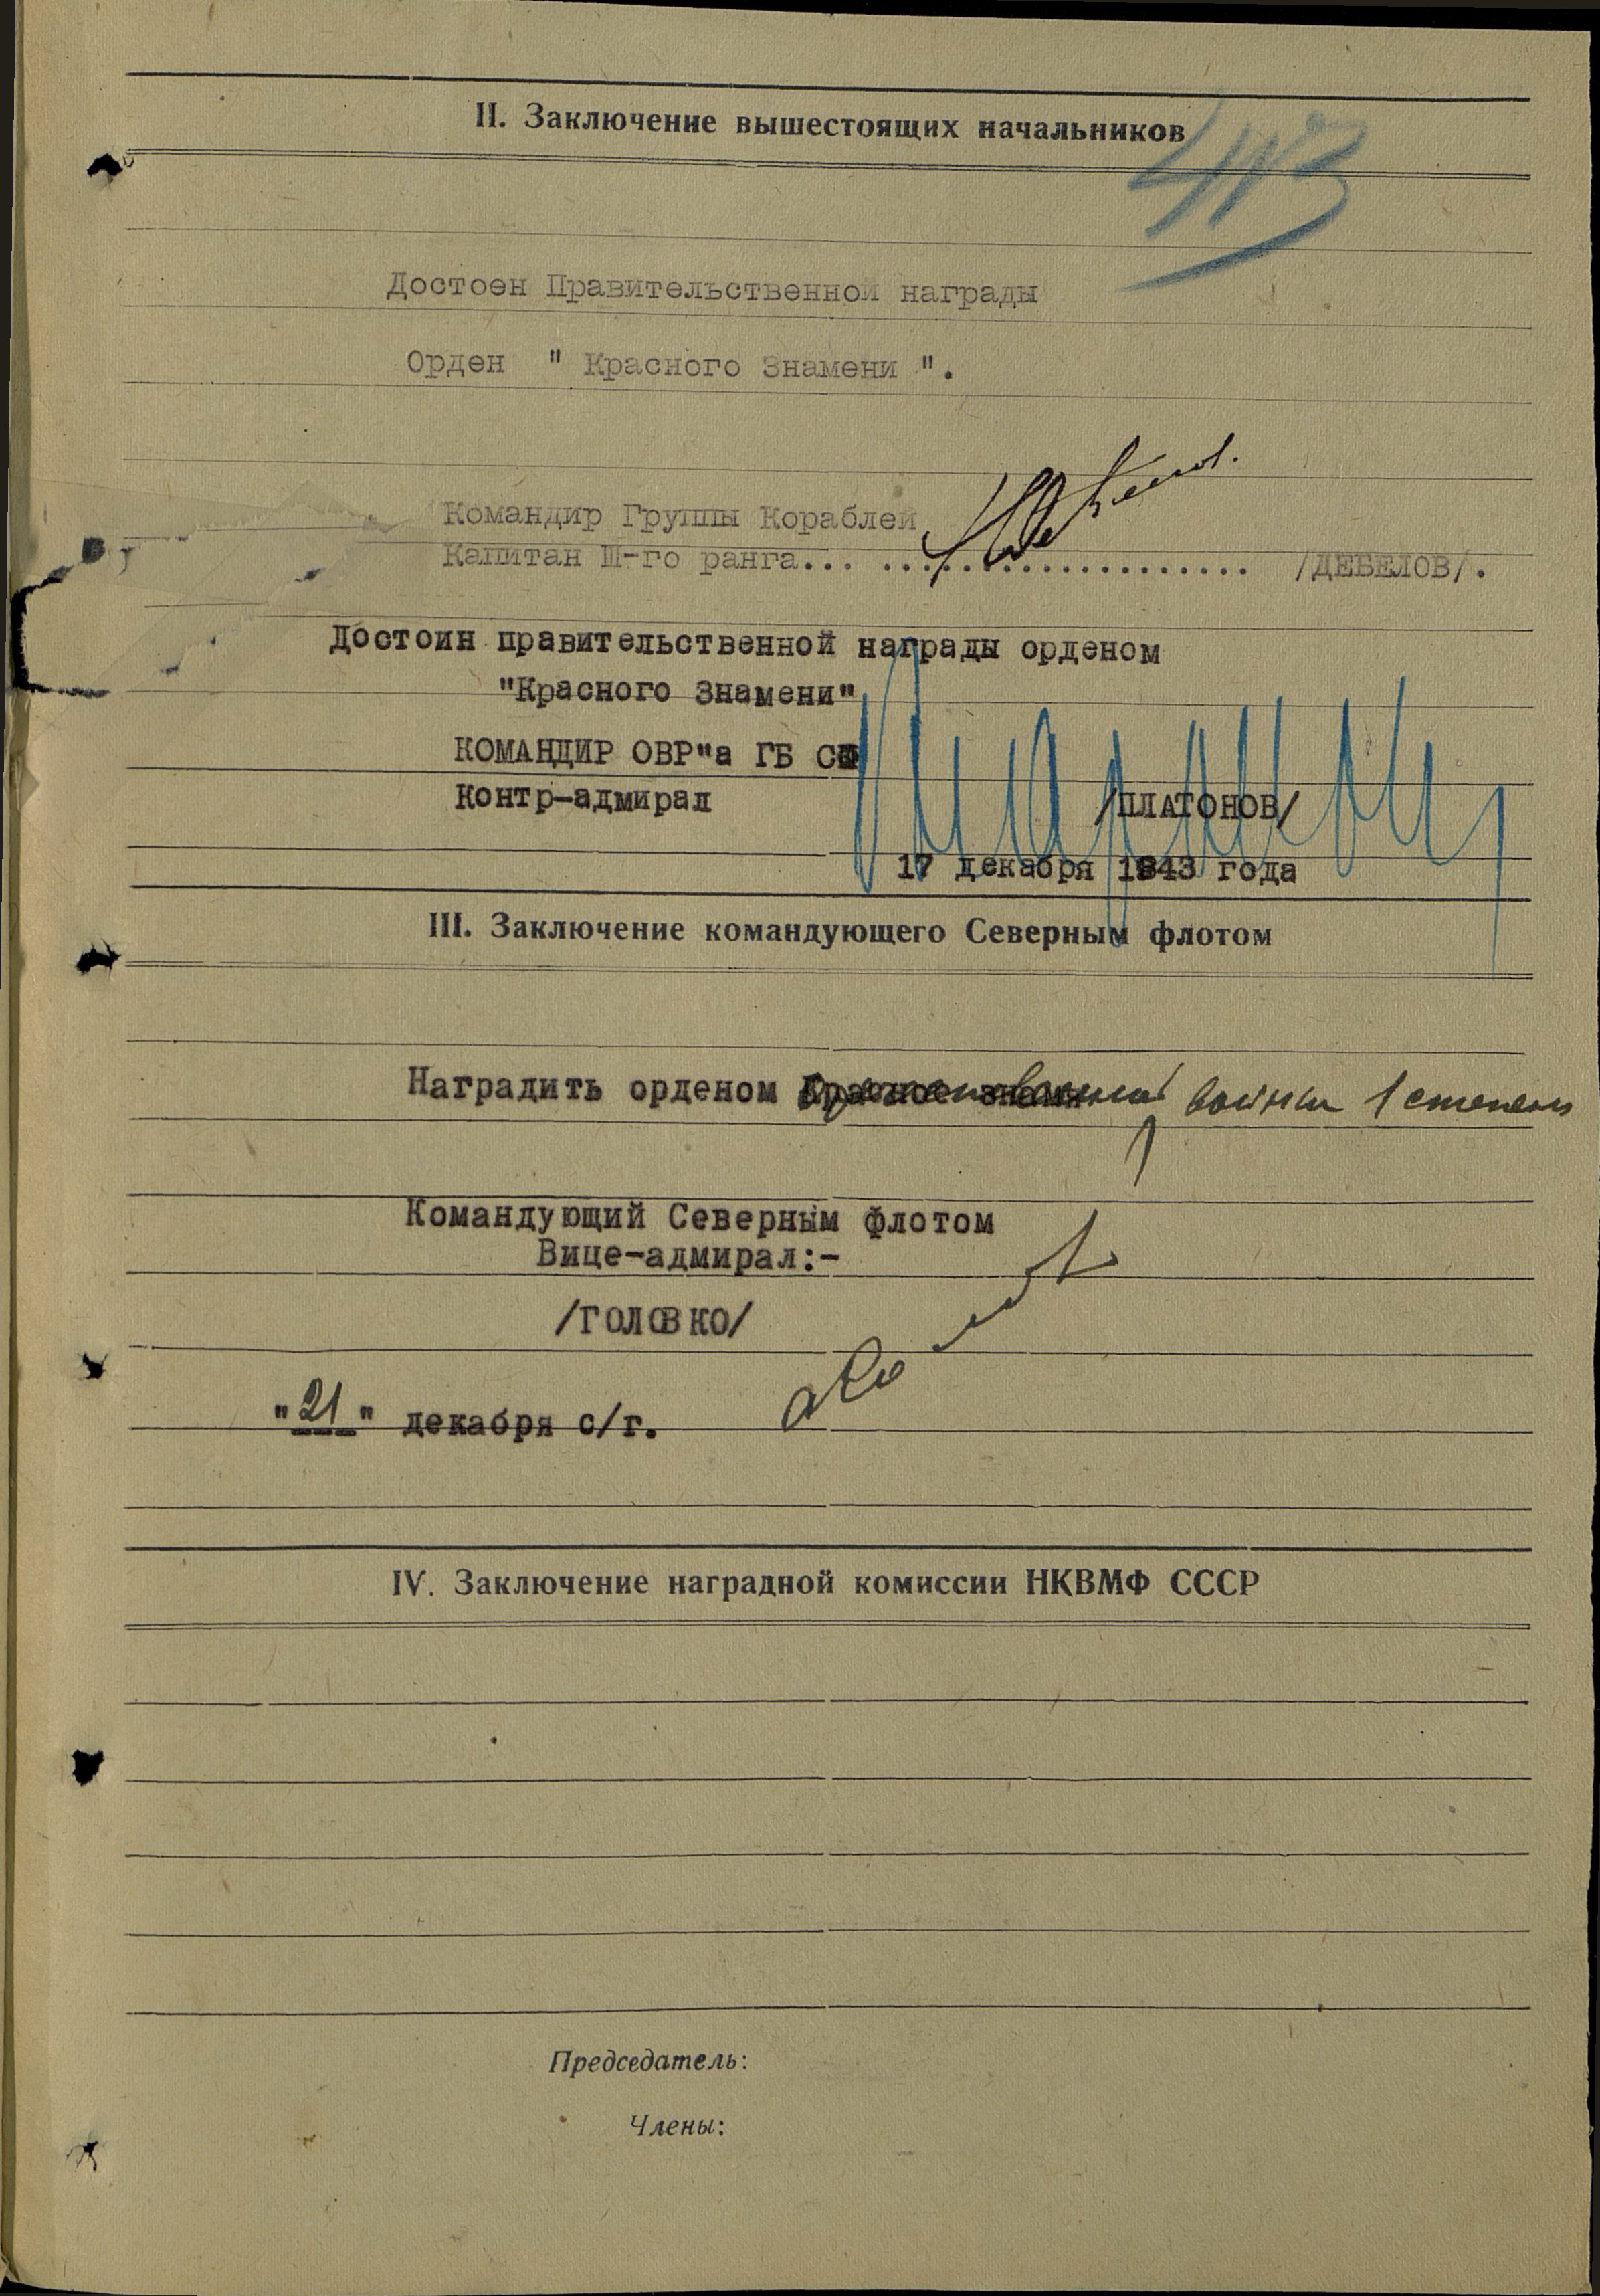 II. Заключение вышестоящих начальников
Достоен Правительственной награды
Орден " Красного Знамени ".
Командир Группы Кораблей
Капитан Ш-го ранга... ................... /ДЕБЕЛОВ/.
Достоин правительственной награды орденом
"Красного Знамени"
КОМАНДИР ОВР"а ГБ СФ
Контр-адмирал /ПЛАТОНОВ/
17 декабря 1943 года
III. Заключение командующего Северным флотом
Наградить орденом Отечественной войны 1 степени
Командующий Северным флотом
Вице-адмирал:-
/ГОЛОВКО/
"21" декабря с/г.
IV. Заключение наградной комиссии НКВМФ СССР
Председатель:
Члены: